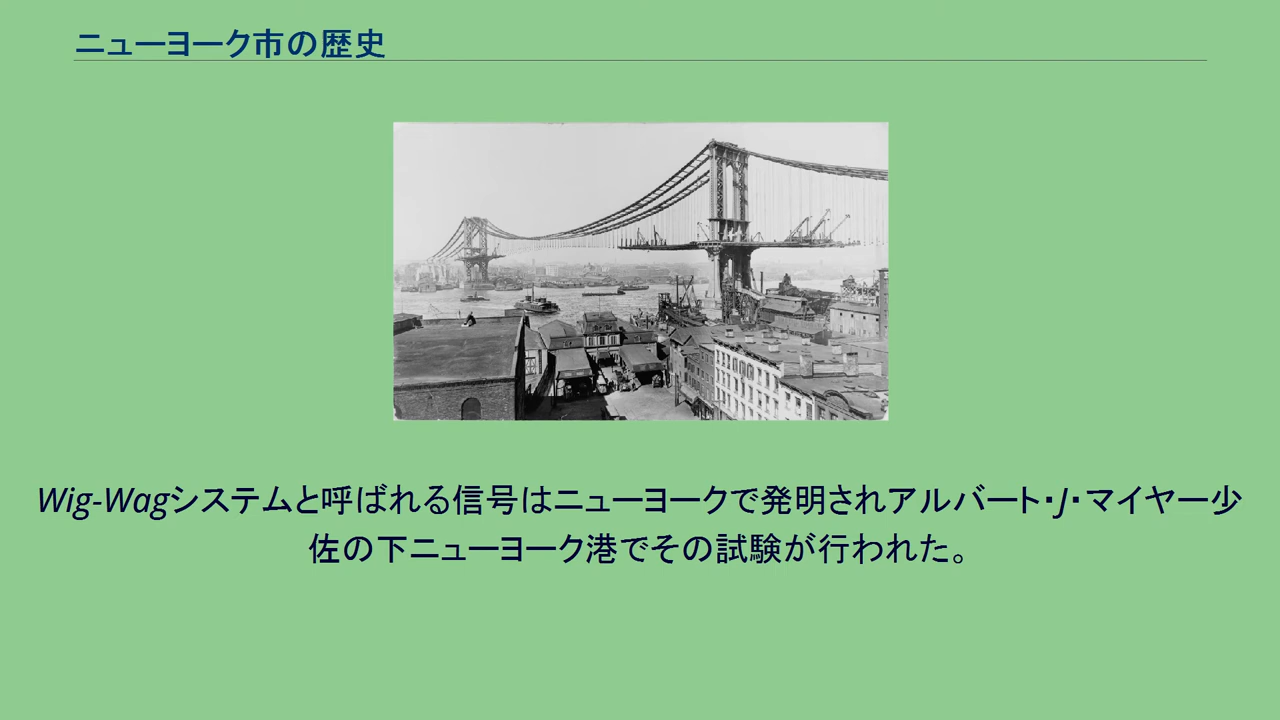 ニューヨーク市の歴史
Wig-Wagシステムと呼ばれる信号はニューヨークで発明されアルバート・J・マイヤー少
佐の下ニューヨーク港でその試験が行われた。